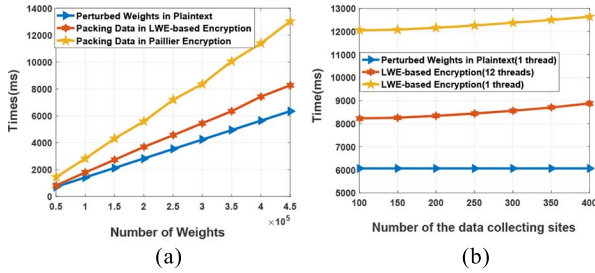 14000
12000
10000
8000
6000
4000
2000
0
Times(ms)
Perturbed Weights in Plaintext
Packing Data in LWE-based Encryption
Packing Data in Paillier Encryption
0.5 1 1.5 2 2.5 3 3.5 4 4.5
×10⁵
Number of Weights
(a)
13000
12000
11000
10000
9000
8000
7000
6000
5000
Time(ms)
Perturbed Weights in Plaintext(1 thread)
LWE-based Encryption(12 threads)
LWE-based Encryption(1 thread)
100 150 200 250 300 350 400
Number of the data collecting sites
(b)